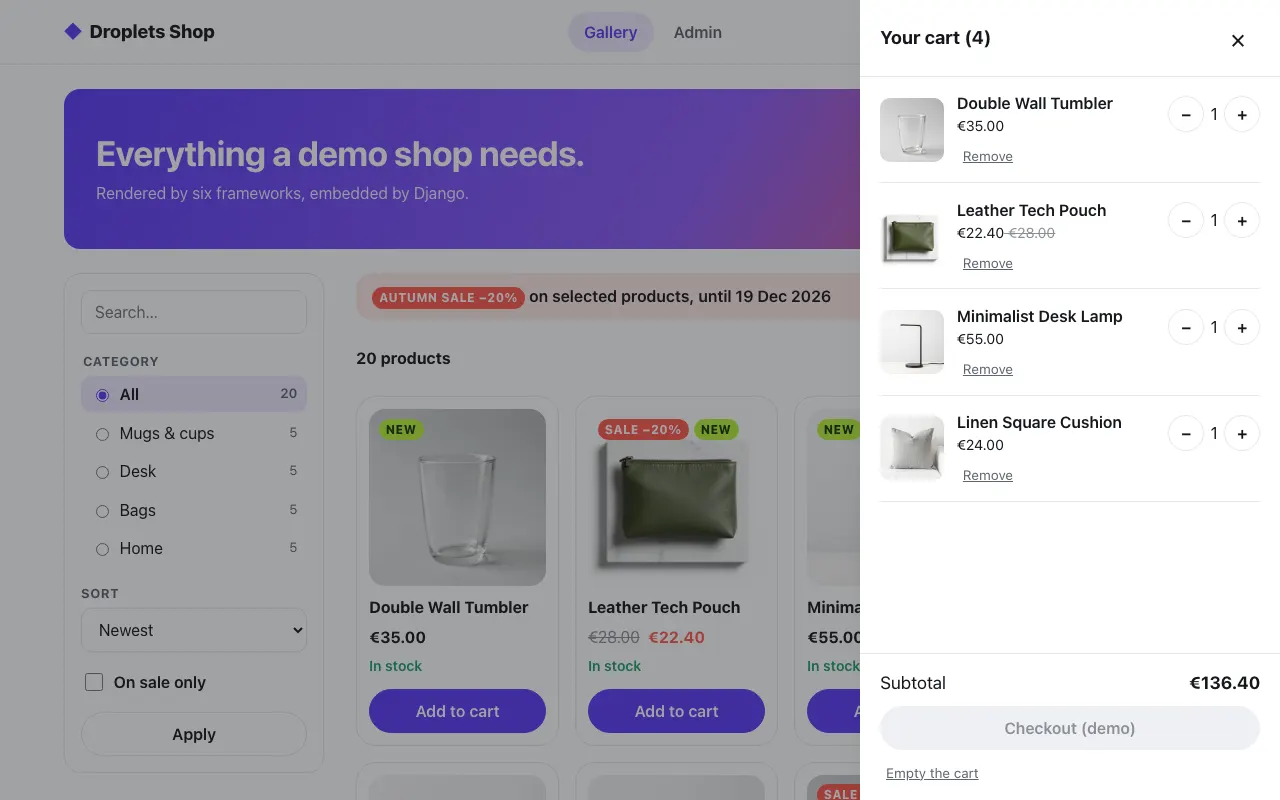 Droplets Shop
Gallery
Admin
Everything a demo shop needs.
Rendered by six frameworks, embedded by Django.
Search...
CATEGORY
All 20
Mugs & cups 5
Desk 5
Bags 5
Home 5
SORT
Newest
On sale only
Apply
AUTUMN SALE −20% on selected products, until 19 Dec 2026
20 products
NEW
Double Wall Tumbler
€35.00
In stock
Add to cart
SALE −20% NEW
Leather Tech Pouch
€28.00 €22.40
In stock
Add to cart
NEW
€55.00
In stock
SALE
Your cart (4)
Double Wall Tumbler
€35.00
− 1 +
Remove
Leather Tech Pouch
€22.40 €28.00
− 1 +
Remove
Minimalist Desk Lamp
€55.00
− 1 +
Remove
Linen Square Cushion
€24.00
− 1 +
Remove
Subtotal €136.40
Checkout (demo)
Empty the cart